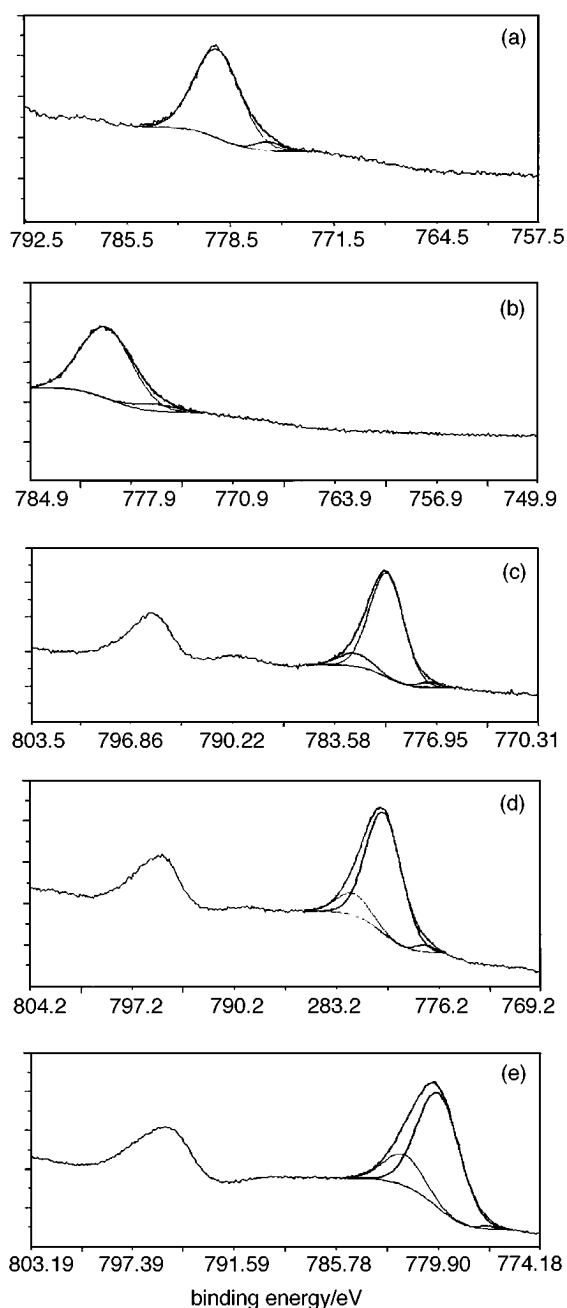 (a)
792.5 785.5 778.5 771.5 764.5 757.5
(b)
784.9 777.9 770.9 763.9 756.9 749.9
(c)
803.5 796.86 790.22 783.58 776.95 770.31
(d)
804.2 797.2 790.2 283.2 776.2 769.2
(e)
803.19 797.39 791.59 785.78 779.90 774.18
binding energy/eV